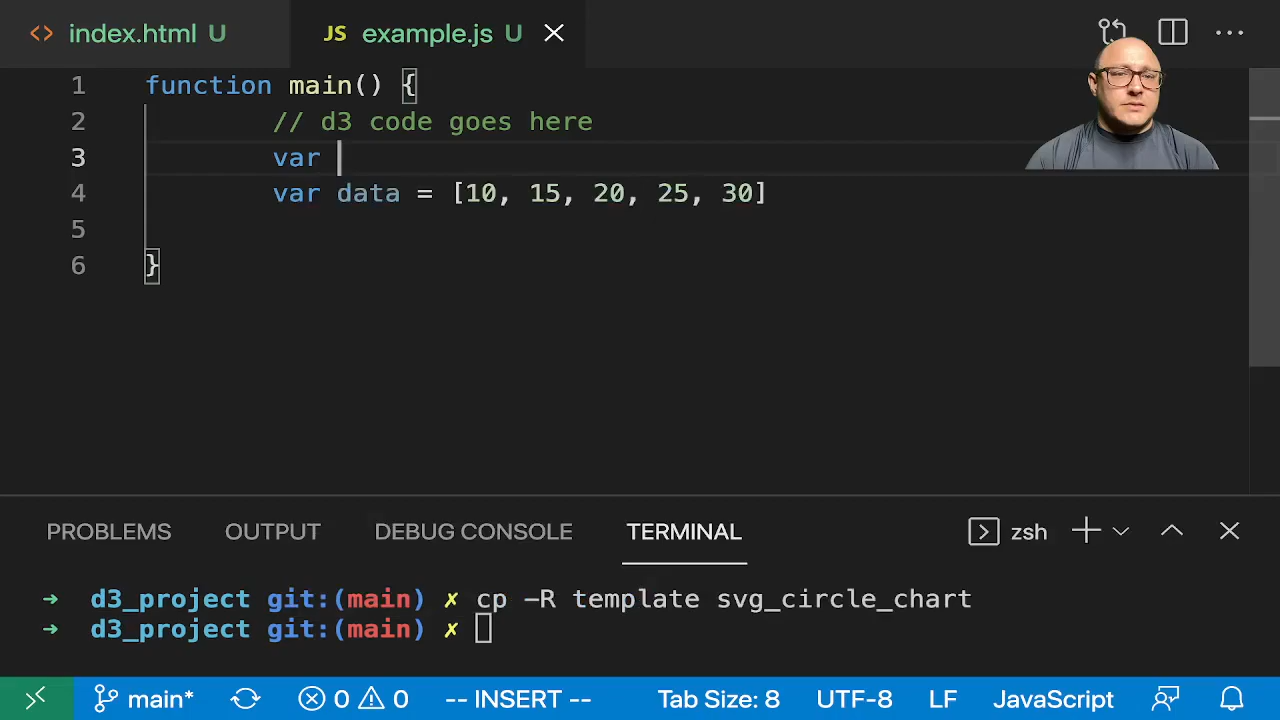 index.html U
JS example.js U
1 function main() {
2 // d3 code goes here
3 var
4 var data = [10, 15, 20, 25, 30]
5
6 }
PROBLEMS OUTPUT DEBUG CONSOLE TERMINAL zsh
➜ d3_project git:(main) ✗ cp -R template svg_circle_chart
➜ d3_project git:(main) ✗
main* 0 0 -- INSERT -- Tab Size: 8 UTF-8 LF JavaScript